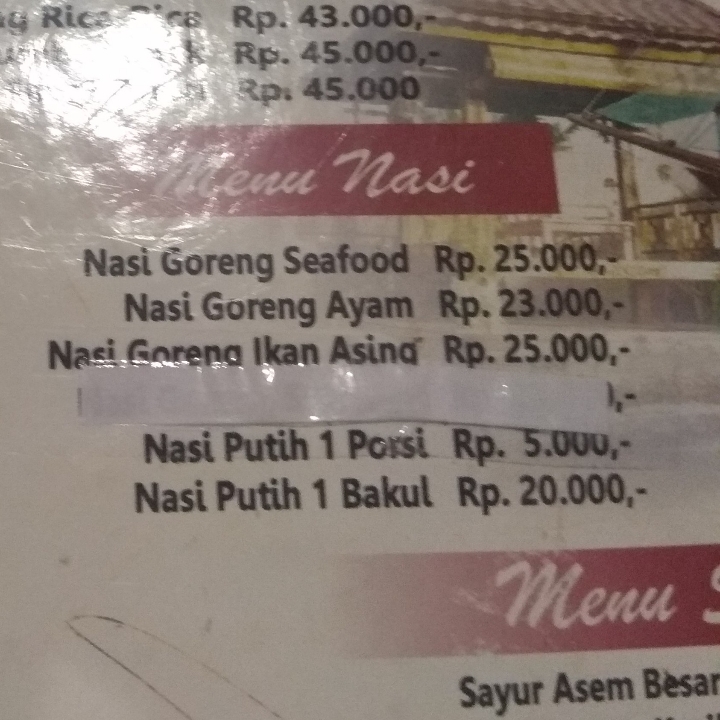 Rica Rica Rp. 43.000,-
Rp. 45.000,-
Rp. 45.000
Menu Nasi
Nasi Goreng Seafood Rp. 25.000,-
Nasi Goreng Ayam Rp. 23.000,-
Nasi Goreng Ikan Asing Rp. 25.000,-
),-
Nasi Putih 1 Porsi Rp. 5.000,-
Nasi Putih 1 Bakul Rp. 20.000,-
Menu S
Sayur Asem Besar